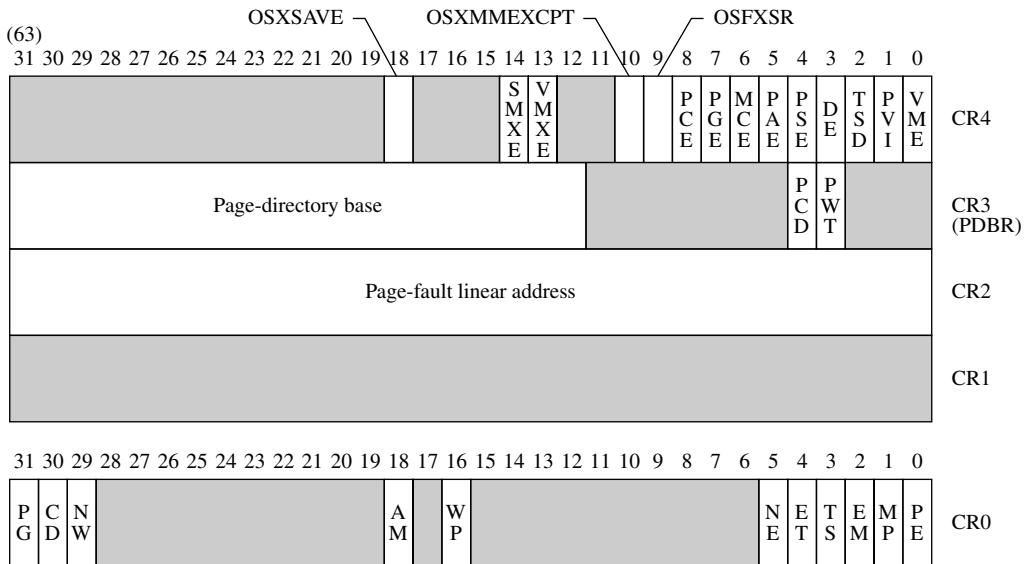 OSXSAVE OSXMMEXCPT OSFXSR
(63)
31 30 29 28 27 26 25 24 23 22 21 20 19 18 17 16 15 14 13 12 11 10 9 8 7 6 5 4 3 2 1 0
SMXE VMXE PCE PGE MCE PAE PSE DE TSD PVI VME CR4
Page-directory base PCD PWT CR3
(PDBR)
Page-fault linear address CR2
CR1
31 30 29 28 27 26 25 24 23 22 21 20 19 18 17 16 15 14 13 12 11 10 9 8 7 6 5 4 3 2 1 0
PG CD NW AM WP NE ET TS EM MP PE CR0